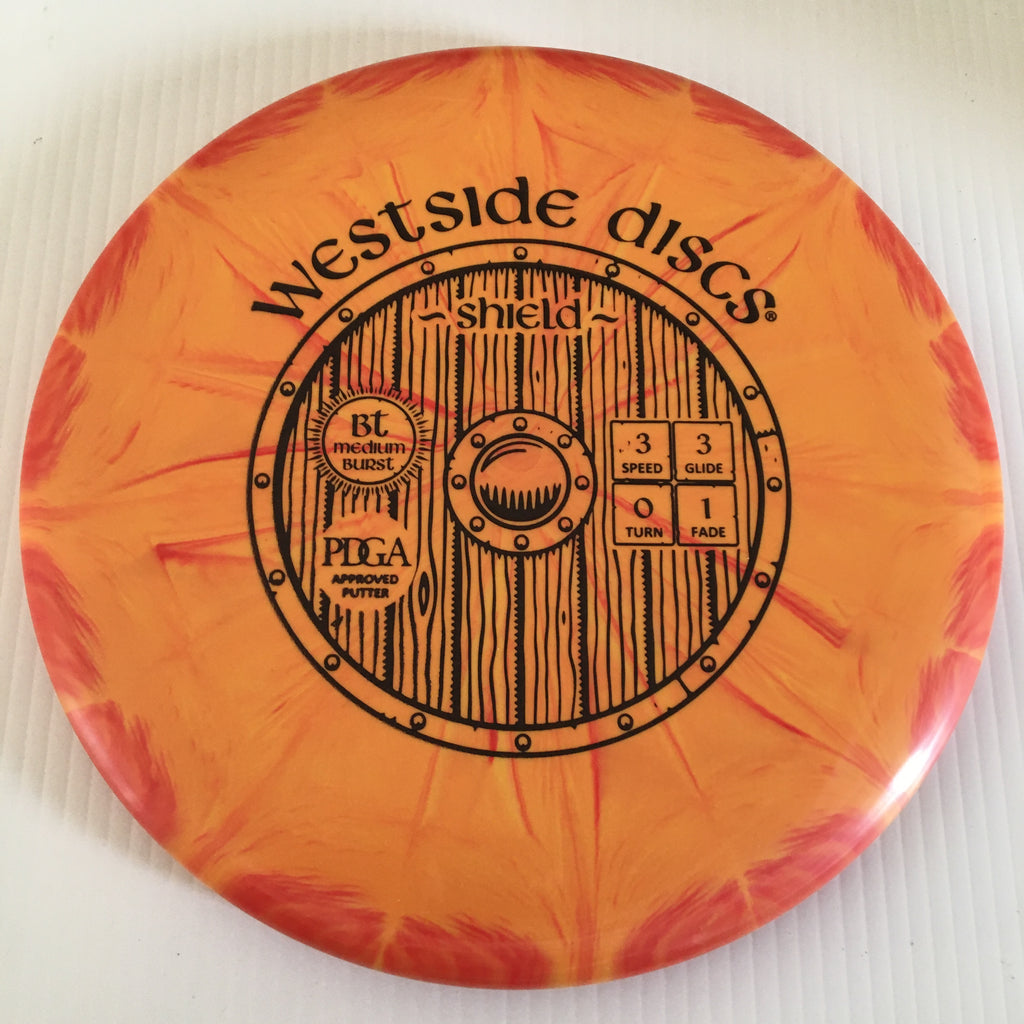 westside discs®
~shield~
Bt
medium
Burst
3 SPEED 3 GLIDE
0 TURN 1 FADE
PDGA
APPROVED
PUTTER